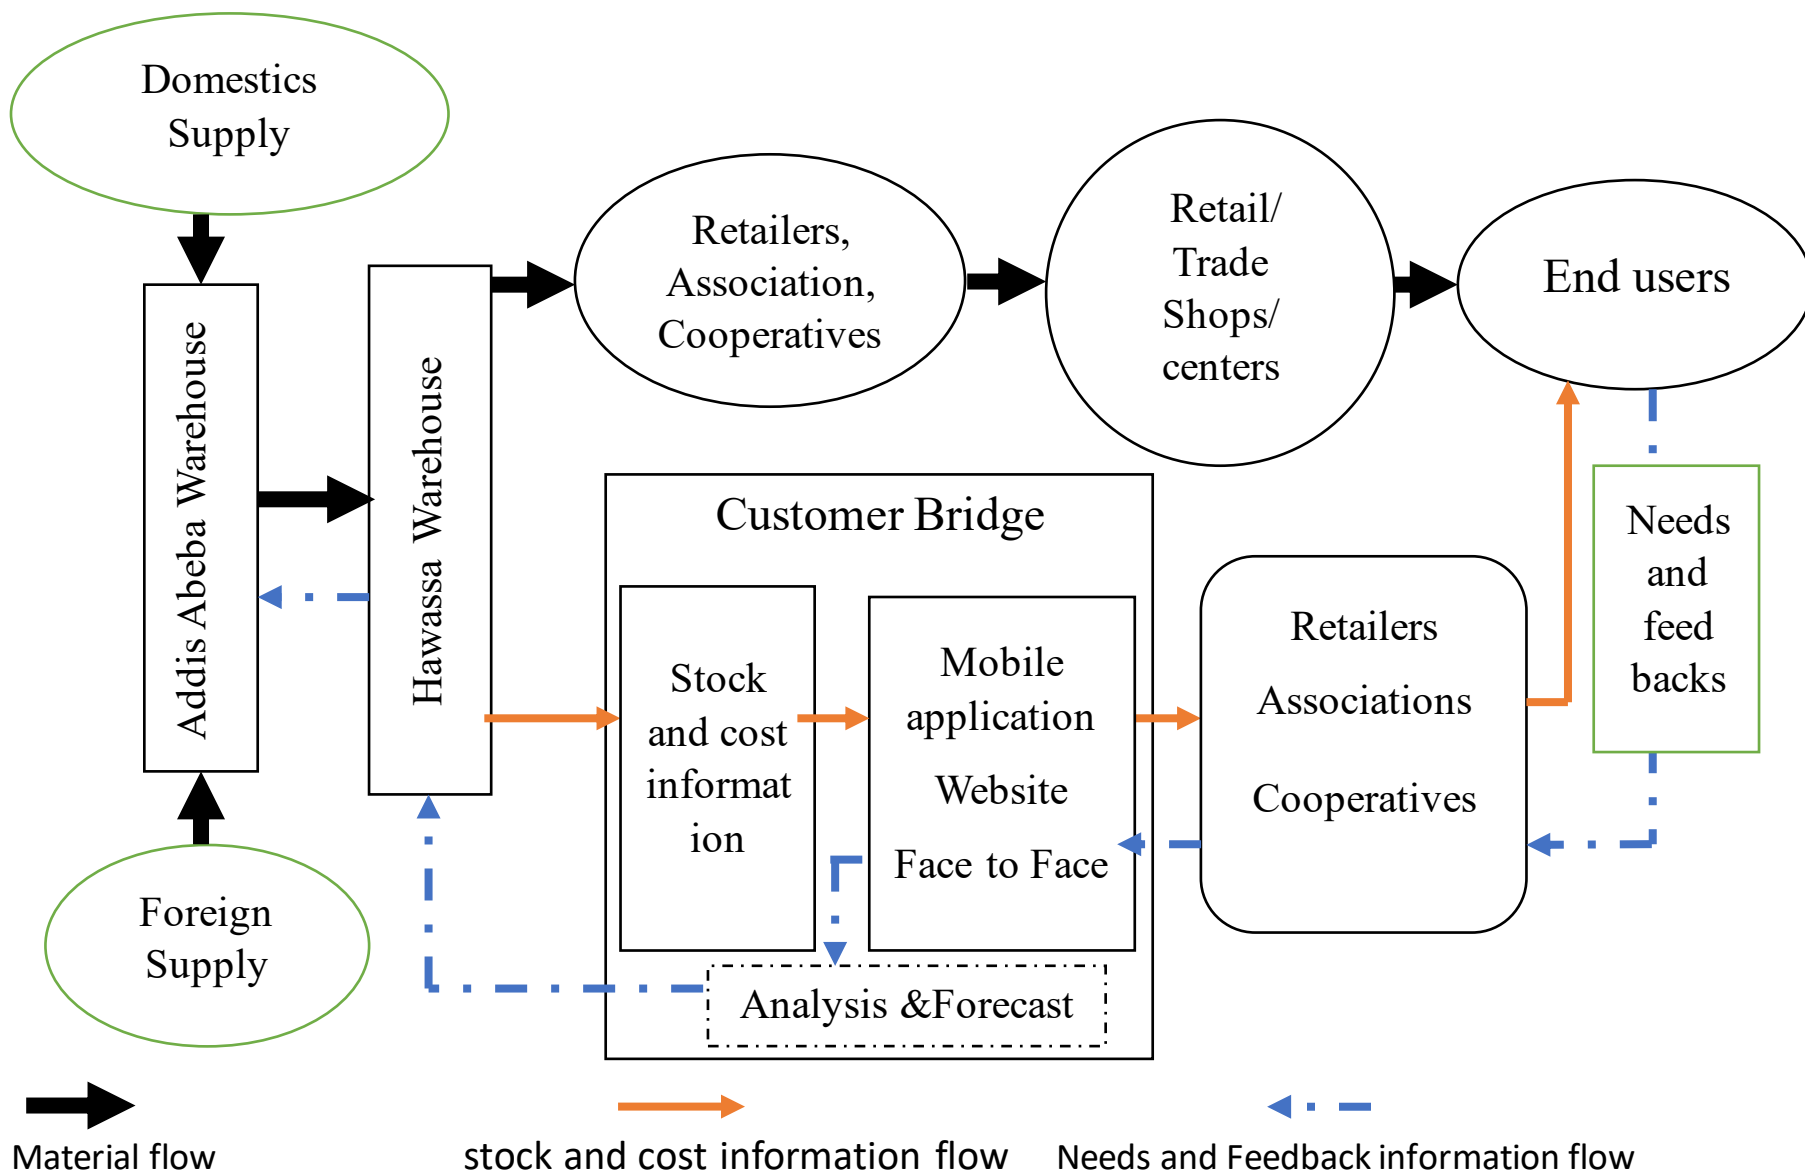 Domestics
Supply
Addis Abeba Warehouse
Foreign
Supply
Hawassa Warehouse
Retailers,
Association,
Cooperatives
Retail/
Trade
Shops/
centers
End users
Customer Bridge
Stock
and cost
informat
ion
Mobile
application
Website
Face to Face
Analysis &Forecast
Retailers
Associations
Cooperatives
Needs
and
feed
backs
Material flow
stock and cost information flow
Needs and Feedback information flow